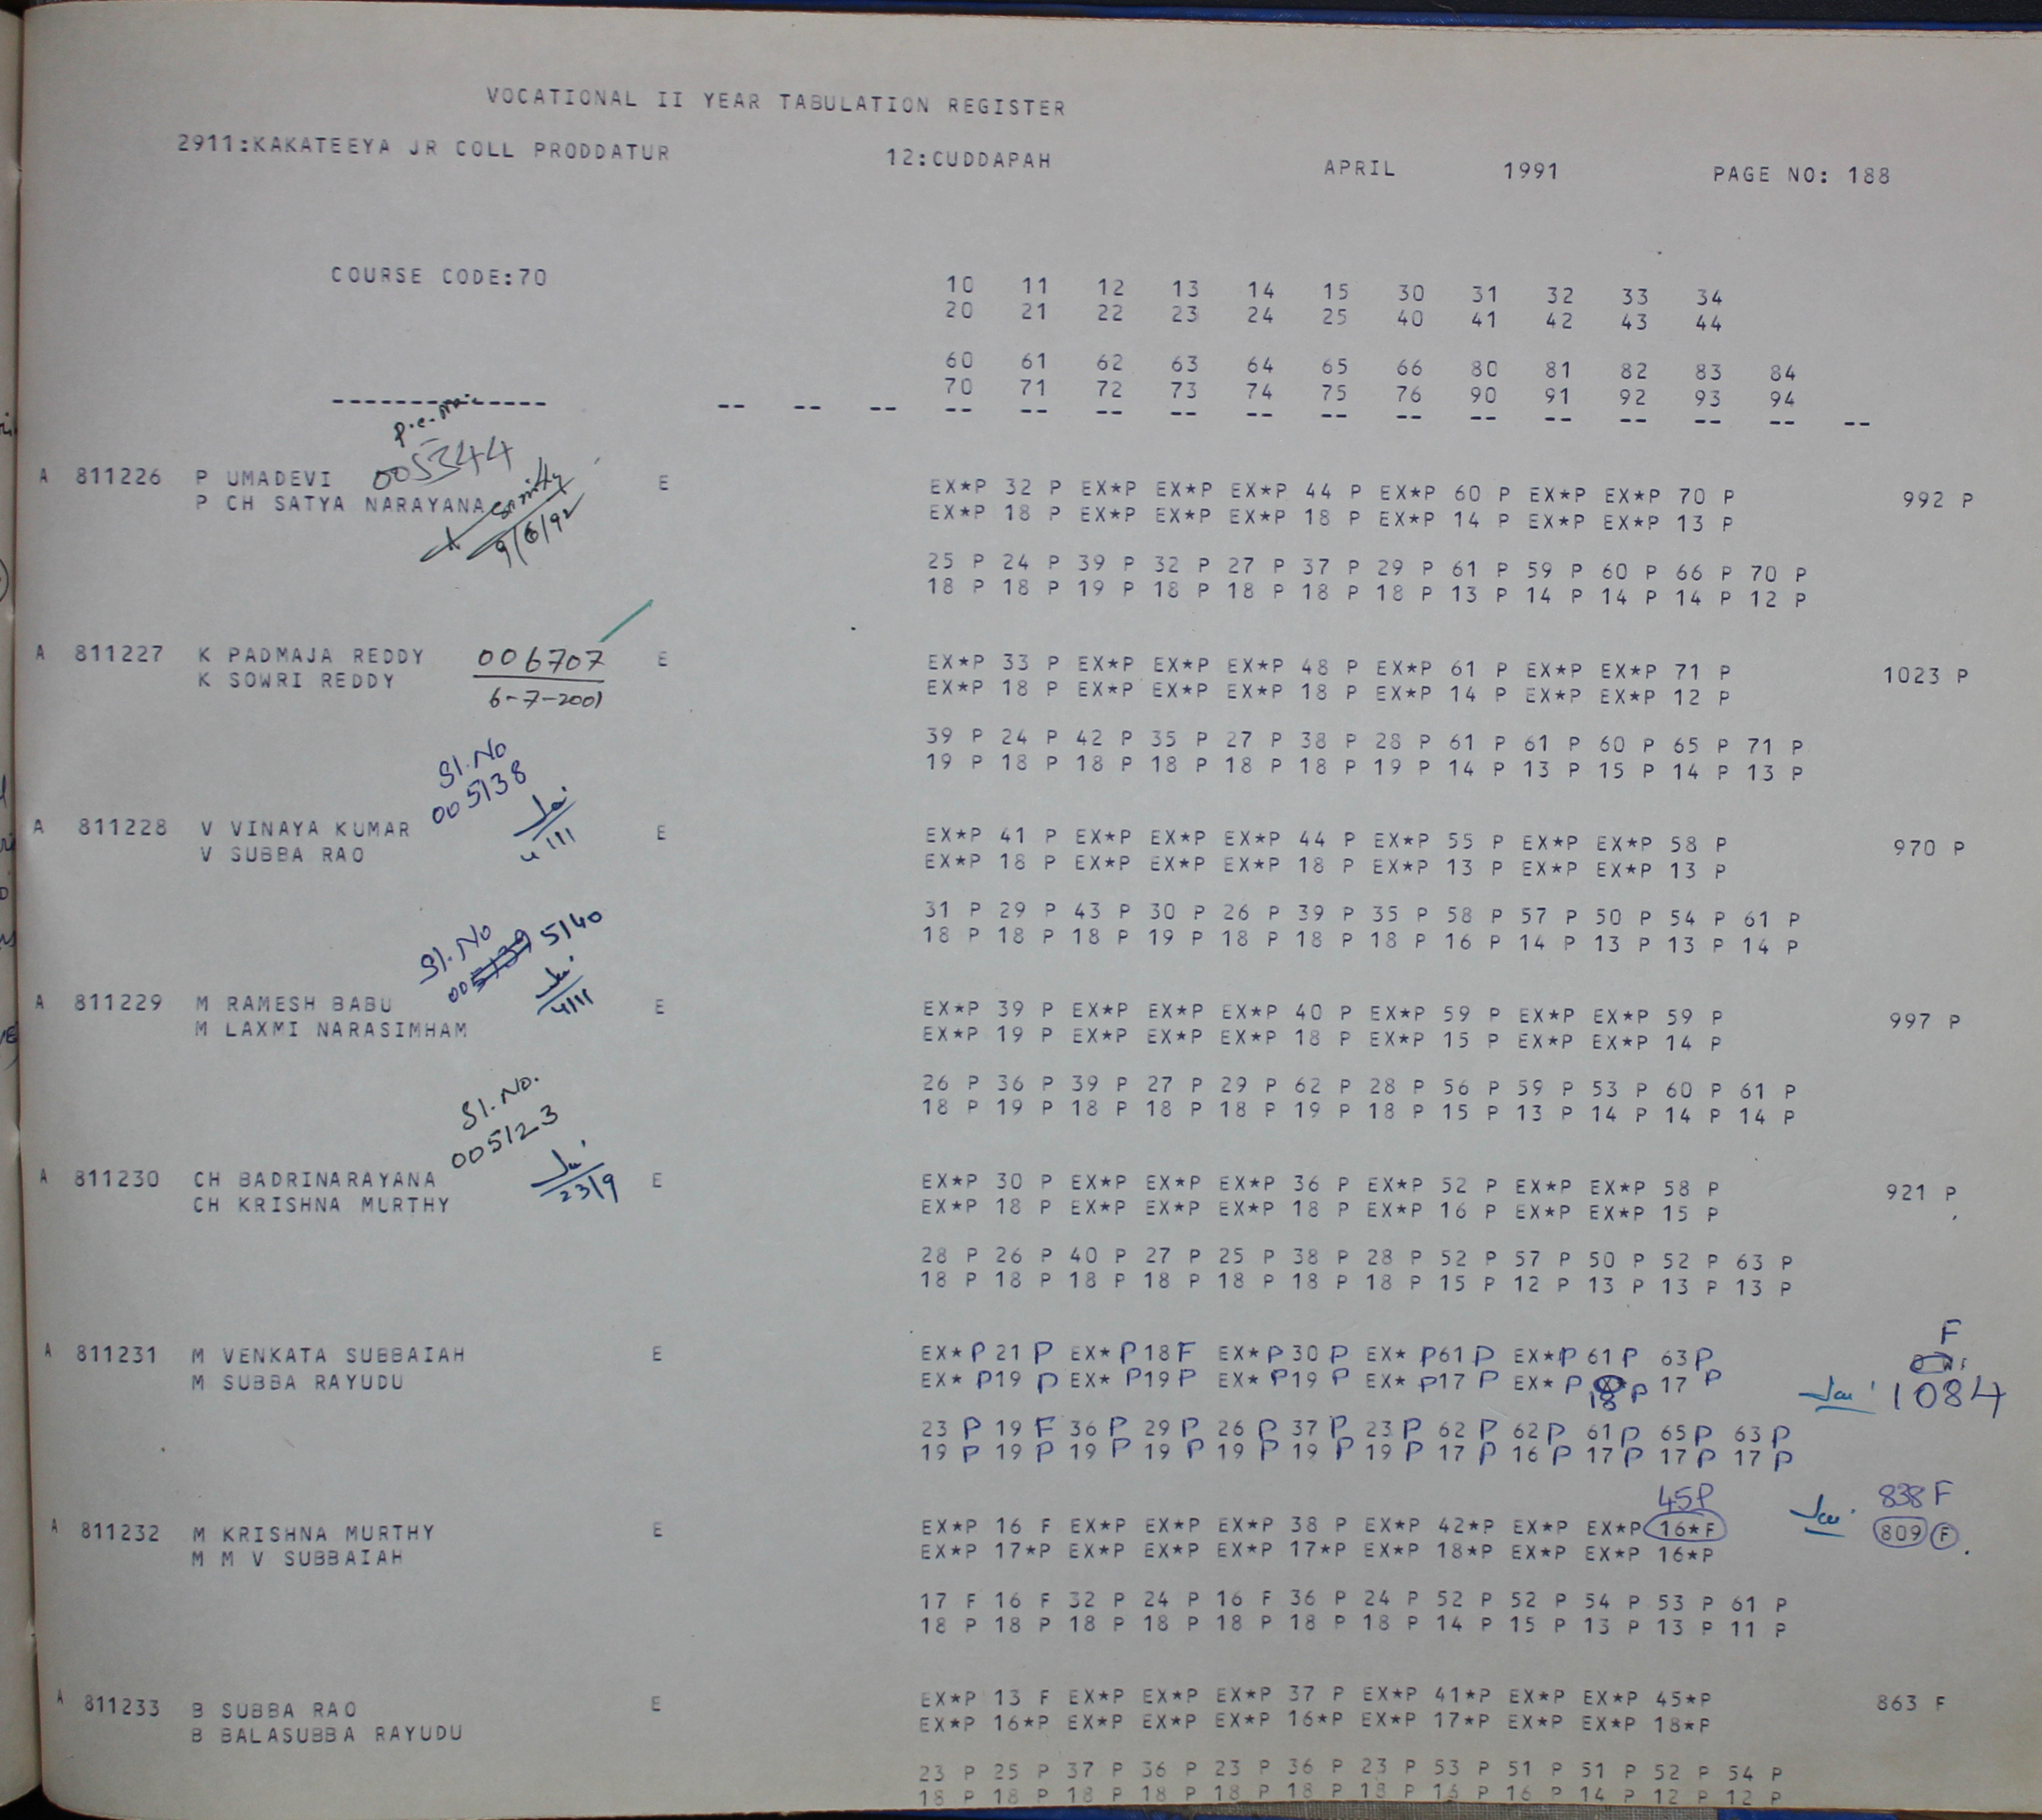 VOCATIONAL II YEAR TABULATION REGISTER
2911:KAKATEEYA JR COLL PRODDATUR 12:CUDDAPAH APRIL 1991 PAGE NO: 188
COURSE CODE:70
10 11 12 13 14 15 30 31 32 33 34
20 21 22 23 24 25 40 41 42 43 44
60 61 62 63 64 65 66 80 81 82 83 84
70 71 72 73 74 75 76 90 91 92 93 94
------------- -- -- -- -- -- -- -- -- -- -- -- -- -- -- -- --
005344
A 811226 P UMADEVI E EX*P 32 P EX*P EX*P EX*P 44 P EX*P 60 P EX*P EX*P 70 P 992 P
P CH SATYA NARAYANA EX*P 18 P EX*P EX*P EX*P 18 P EX*P 14 P EX*P EX*P 13 P
9/6/92
25 P 24 P 39 P 32 P 27 P 37 P 29 P 61 P 59 P 60 P 66 P 70 P
18 P 18 P 19 P 18 P 18 P 18 P 18 P 13 P 14 P 14 P 14 P 12 P
A 811227 K PADMAJA REDDY 006707 E EX*P 33 P EX*P EX*P EX*P 48 P EX*P 61 P EX*P EX*P 71 P 1023 P
K SOWRI REDDY 6-7-2001 EX*P 18 P EX*P EX*P EX*P 18 P EX*P 14 P EX*P EX*P 12 P
39 P 24 P 42 P 35 P 27 P 38 P 28 P 61 P 61 P 60 P 65 P 71 P
19 P 18 P 18 P 18 P 18 P 18 P 19 P 14 P 13 P 15 P 14 P 13 P
Sl.No
005138
A 811228 V VINAYA KUMAR E EX*P 41 P EX*P EX*P EX*P 44 P EX*P 55 P EX*P EX*P 58 P 970 P
V SUBBA RAO EX*P 18 P EX*P EX*P EX*P 18 P EX*P 13 P EX*P EX*P 13 P
31 P 29 P 43 P 30 P 26 P 39 P 35 P 58 P 57 P 50 P 54 P 61 P
18 P 18 P 18 P 19 P 18 P 18 P 18 P 16 P 14 P 13 P 13 P 14 P
Sl.No
005139 5140
A 811229 M RAMESH BABU E EX*P 39 P EX*P EX*P EX*P 40 P EX*P 59 P EX*P EX*P 59 P 997 P
M LAXMI NARASIMHAM EX*P 19 P EX*P EX*P EX*P 18 P EX*P 15 P EX*P EX*P 14 P
26 P 36 P 39 P 27 P 29 P 62 P 28 P 56 P 59 P 53 P 60 P 61 P
18 P 19 P 18 P 18 P 18 P 19 P 18 P 15 P 13 P 14 P 14 P 14 P
Sl.No.
005123
A 811230 CH BADRINARAYANA E EX*P 30 P EX*P EX*P EX*P 36 P EX*P 52 P EX*P EX*P 58 P 921 P
CH KRISHNA MURTHY 23/9 EX*P 18 P EX*P EX*P EX*P 18 P EX*P 16 P EX*P EX*P 15 P
28 P 26 P 40 P 27 P 25 P 38 P 28 P 52 P 57 P 50 P 52 P 63 P
18 P 18 P 18 P 18 P 18 P 18 P 18 P 15 P 12 P 13 P 13 P 13 P
A 811231 M VENKATA SUBBAIAH E EX*P 21 P EX*P 18 F EX*P 30 P EX*P 61 P EX*P 61 P 63 P F
M SUBBA RAYUDU EX*P 19 P EX*P 19 P EX*P 19 P EX*P 17 P EX*P 18 P 17 P 1084
23 P 19 F 36 P 29 P 26 P 37 P 23 P 62 P 62 P 61 P 65 P 63 P
19 P 19 P 19 P 19 P 19 P 19 P 19 P 17 P 16 P 17 P 17 P 17 P
45P 838 F
A 811232 M KRISHNA MURTHY E EX*P 16 F EX*P EX*P EX*P 38 P EX*P 42*P EX*P EX*P 16*F 809 F
M M V SUBBAIAH EX*P 17*P EX*P EX*P EX*P 17*P EX*P 18*P EX*P EX*P 16*P
17 F 16 F 32 P 24 P 16 F 36 P 24 P 52 P 52 P 54 P 53 P 61 P
18 P 18 P 18 P 18 P 18 P 18 P 18 P 14 P 15 P 13 P 13 P 11 P
A 811233 B SUBBA RAO E EX*P 13 F EX*P EX*P EX*P 37 P EX*P 41*P EX*P EX*P 45*P 863 F
B BALASUBBA RAYUDU EX*P 16*P EX*P EX*P EX*P 16*P EX*P 17*P EX*P EX*P 18*P
23 P 25 P 37 P 36 P 23 P 36 P 23 P 53 P 51 P 51 P 52 P 54 P
18 P 18 P 18 P 18 P 18 P 18 P 18 P 16 P 16 P 14 P 12 P 12 P